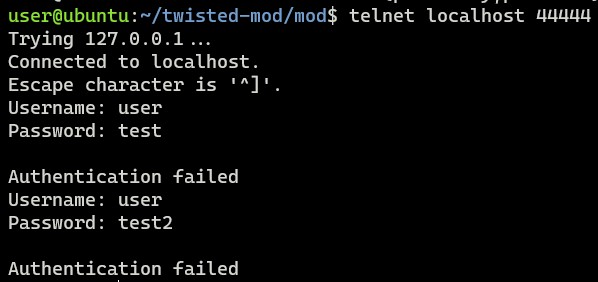 user@ubuntu:~/twisted-mod/mod$ telnet localhost 44444
Trying 127.0.0.1...
Connected to localhost.
Escape character is '^]'.
Username: user
Password: test
Authentication failed
Username: user
Password: test2
Authentication failed